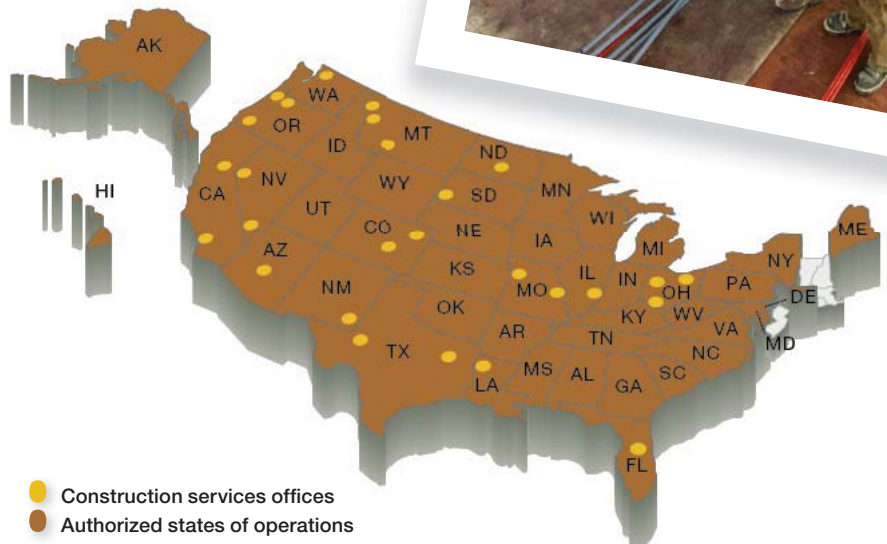 AK
WA
OR
MT
ID
ND
HI
CA
NV
WY
SD
MN
UT
WI
CO
NE
IA
MI
ME
AZ
KS
IL
IN
OH
PA
NY
NM
OK
MO
KY
WV
DE
VA
MD
TX
AR
TN
NC
LA
MS
AL
GA
SC
FL
Construction services offices
Authorized states of operations